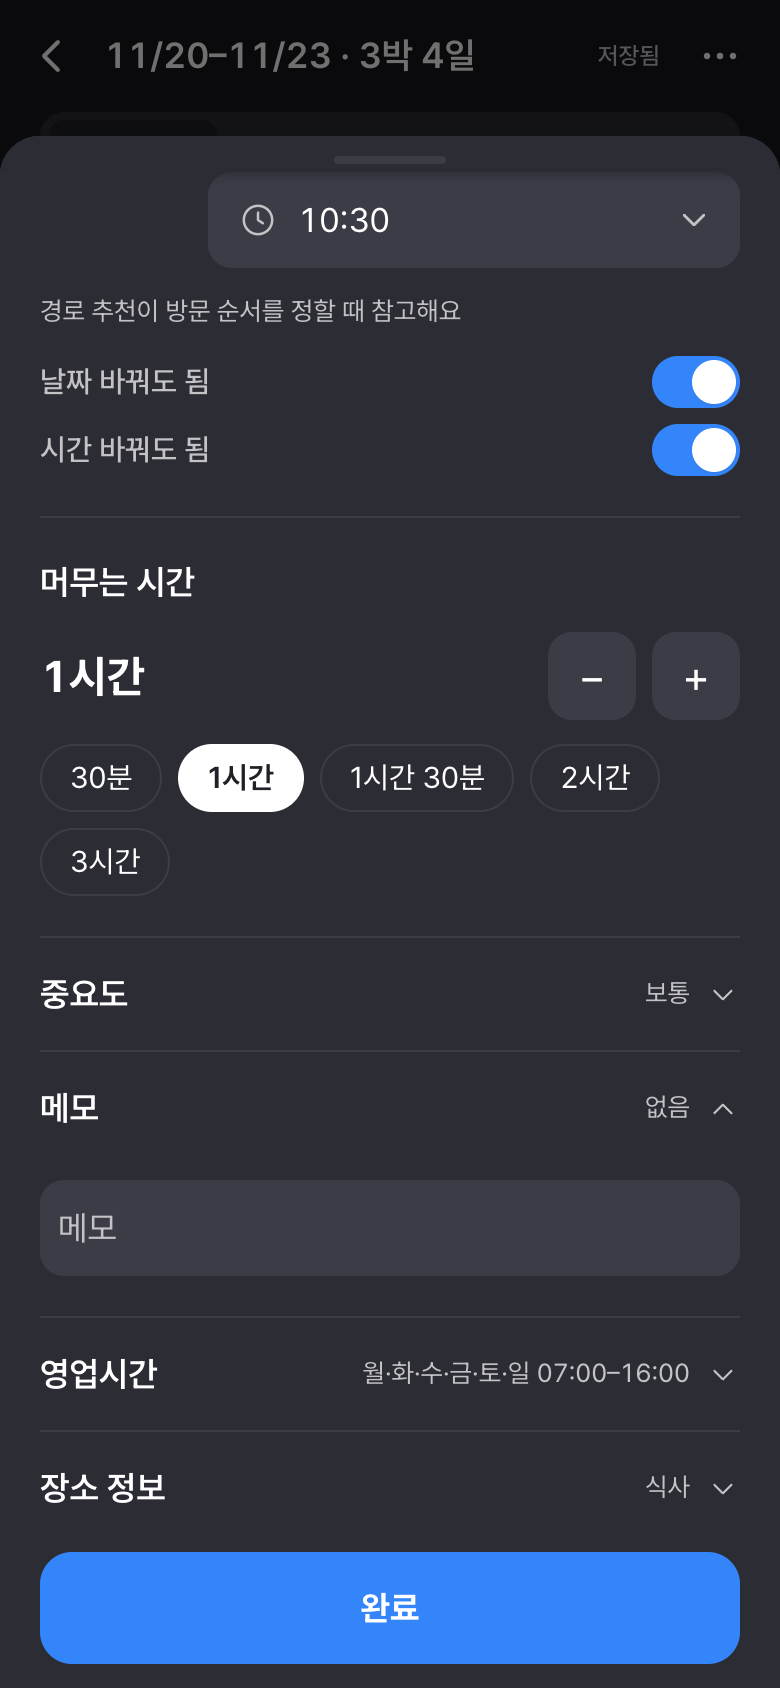 11/20–11/23 · 3박 4일 저장됨
10:30
경로 추천이 방문 순서를 정할 때 참고해요
날짜 바꿔도 됨
시간 바꿔도 됨
머무는 시간
1시간 − +
30분 1시간 1시간 30분 2시간
3시간
중요도 보통
메모 없음
메모
영업시간 월·화·수·금·토·일 07:00–16:00
장소 정보 식사
완료